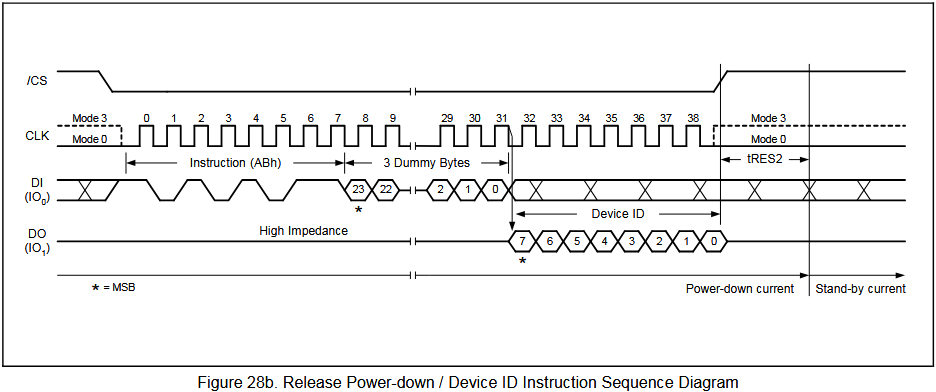 /CS
Mode 3 0 1 2 3 4 5 6 7 8 9 29 30 31 32 33 34 35 36 37 38 Mode 3
CLK
Mode 0 Mode 0
Instruction (ABh) 3 Dummy Bytes tRES2
DI
(IO0)
23 22 2 1 0
*
Device ID
High Impedance
DO
(IO1)
7 6 5 4 3 2 1 0
*
* = MSB
Power-down current Stand-by current
Figure 28b. Release Power-down / Device ID Instruction Sequence Diagram